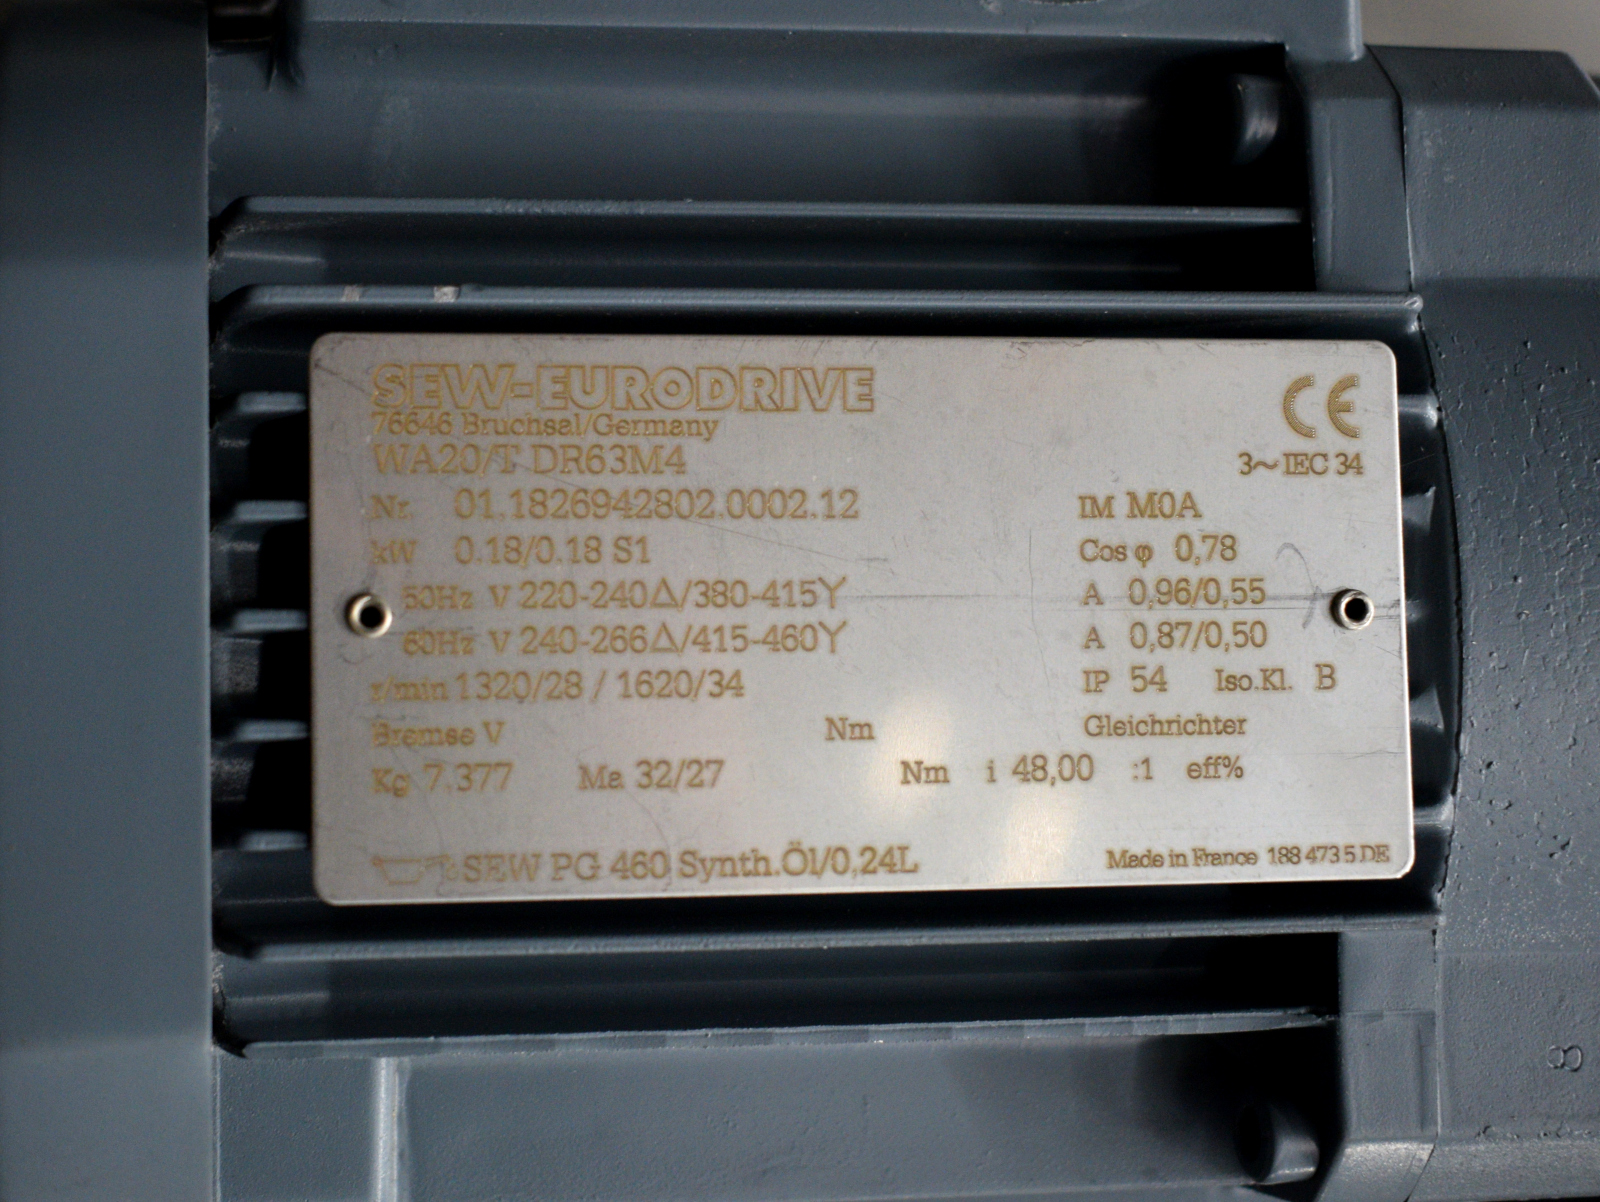 SEW-EURODRIVE
76646 Bruchsal/Germany
WA20/T DR63M4
3~ IEC 34
Nr. 01.1826942802.0002.12 IM M0A
kW 0.18/0.18 S1 Cos φ 0,78
50Hz V 220-240Δ/380-415Y A 0,96/0,55
60Hz V 240-266Δ/415-460Y A 0,87/0,50
r/min 1320/28 / 1620/34 IP 54 Iso.Kl. B
Bremse V Nm Gleichrichter
Kg 7,377 Ma 32/27 Nm i 48,00 :1 eff%
SEW PG 460 Synth.Öl/0,24L Made in France 188 473 5 DE
8